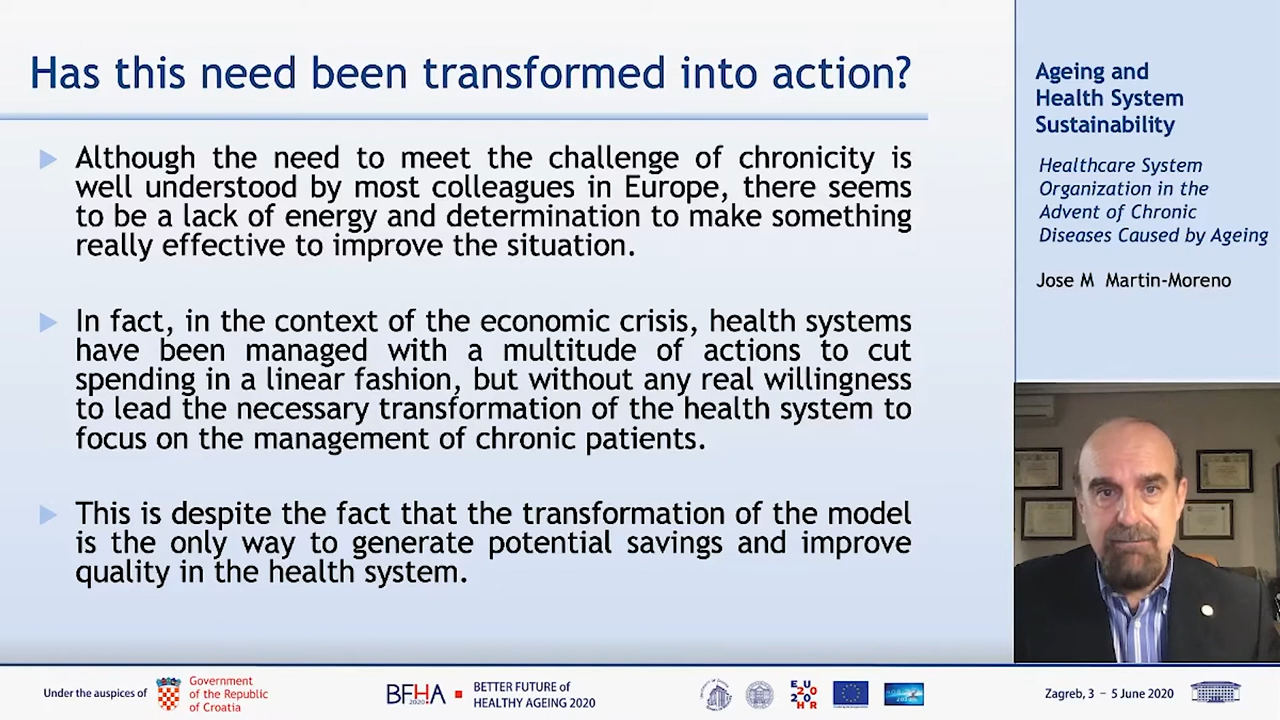 Has this need been transformed into action?
Although the need to meet the challenge of chronicity is
well understood by most colleagues in Europe, there seems
to be a lack of energy and determination to make something
really effective to improve the situation.
In fact, in the context of the economic crisis, health systems
have been managed with a multitude of actions to cut
spending in a linear fashion, but without any real willingness
to lead the necessary transformation of the health system to
focus on the management of chronic patients.
This is despite the fact that the transformation of the model
is the only way to generate potential savings and improve
quality in the health system.
Ageing and
Health System
Sustainability
Healthcare System
Organization in the
Advent of Chronic
Diseases Caused by Ageing
Jose M Martin-Moreno
Under the auspices of
Government
of the Republic
of Croatia
BFHA
2020
BETTER FUTURE of
HEALTHY AGEING 2020
EU
20
20
HR
Zagreb, 3 – 5 June 2020